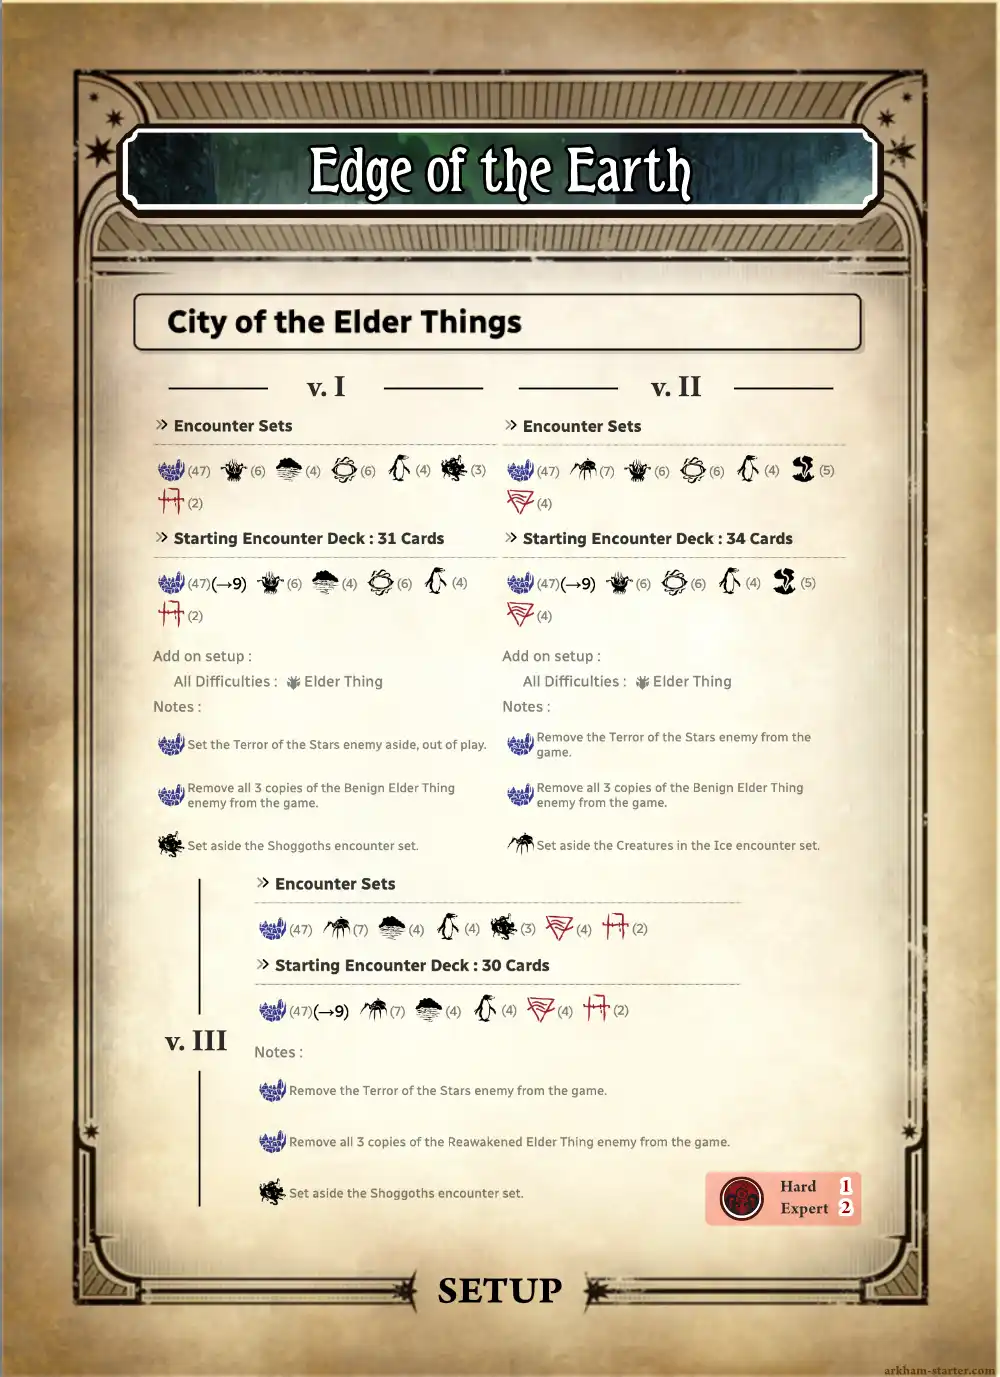 Edge of the Earth
City of the Elder Things
v. I
» Encounter Sets
(47) (6) (4) (6) (4) (3)
(2)
» Starting Encounter Deck : 31 Cards
(47)(→9) (6) (4) (6) (4)
(2)
Add on setup :
All Difficulties : Elder Thing
Notes :
Set the Terror of the Stars enemy aside, out of play.
Remove all 3 copies of the Benign Elder Thing
enemy from the game.
Set aside the Shoggoths encounter set.
v. II
» Encounter Sets
(47) (7) (6) (6) (4) (5)
(4)
» Starting Encounter Deck : 34 Cards
(47)(→9) (6) (6) (4) (5)
(4)
Add on setup :
All Difficulties : Elder Thing
Notes :
Remove the Terror of the Stars enemy from the
game.
Remove all 3 copies of the Benign Elder Thing
enemy from the game.
Set aside the Creatures in the Ice encounter set.
v. III
» Encounter Sets
(47) (7) (4) (4) (3) (4) (2)
» Starting Encounter Deck : 30 Cards
(47)(→9) (7) (4) (4) (4) (2)
Notes :
Remove the Terror of the Stars enemy from the game.
Remove all 3 copies of the Reawakened Elder Thing enemy from the game.
Set aside the Shoggoths encounter set.
Hard 1
Expert 2
SETUP
arkham-starter.com